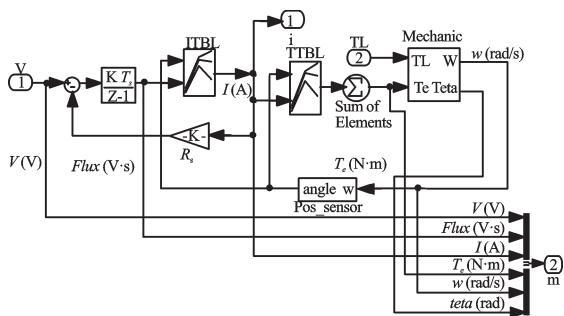 V
1
K Ts
Z-1
ITBL
I (A)
1
i
TTBL
TL
2
Sum of
Elements
Mechanic
TL W
Te Teta
w (rad/s)
-K-
Rs
V (V)
Flux (V·s)
Te (N·m)
angle w
Pos_sensor
V (V)
Flux (V·s)
I (A)
Te (N·m)
w (rad/s)
teta (rad)
2
m